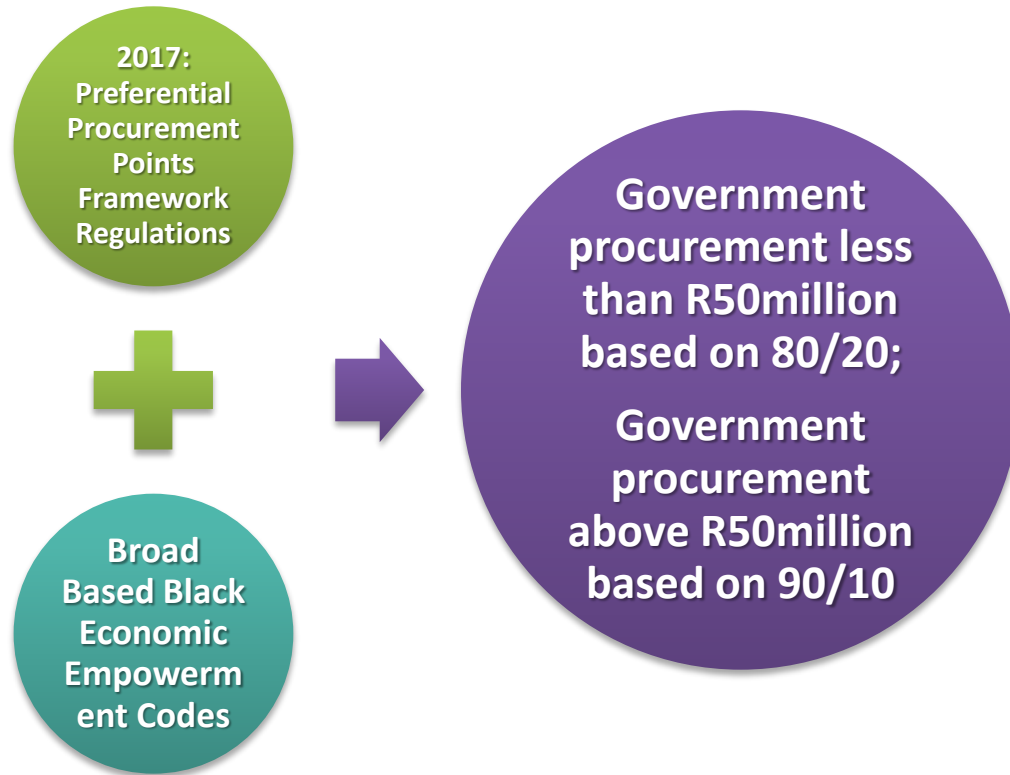 2017:
Preferential
Procurement
Points
Framework
Regulations
Broad
Based Black
Economic
Empowerm
ent Codes
Government
procurement less
than R50million
based on 80/20;
Government
procurement
above R50million
based on 90/10